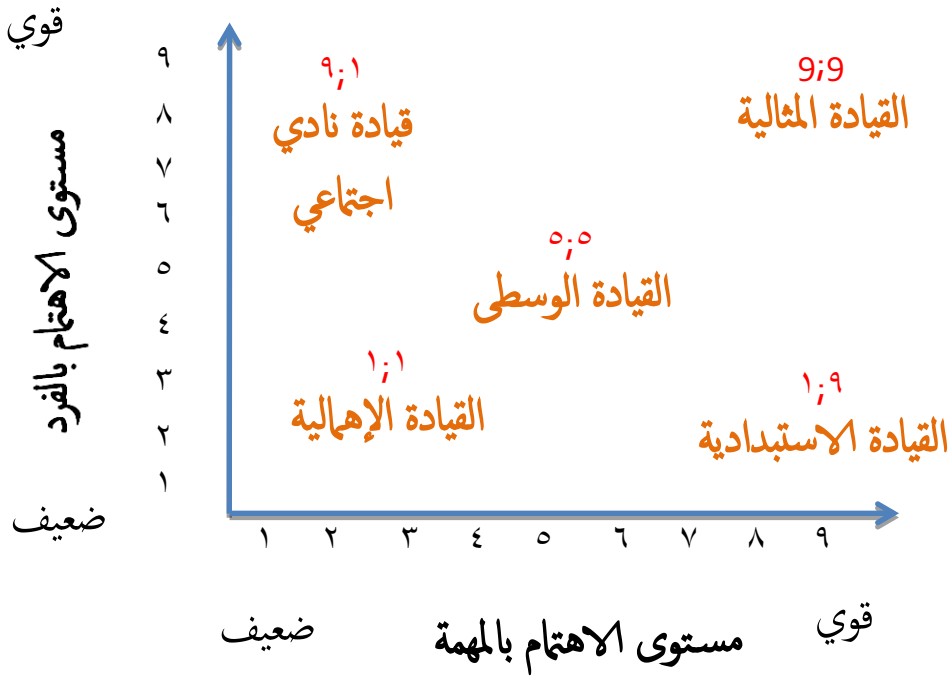 قوي
مستوى الاهتمام بالفرد
ضعيف
٩
٨
٧
٦
٥
٤
٣
٢
١
٩;١
قيادة نادي
اجتماعي
9;9
القيادة المثالية
٥;٥
القيادة الوسطى
١;١
القيادة الإهمالية
١;٩
القيادة الاستبدادية
١ ٢ ٣ ٤ ٥ ٦ ٧ ٨ ٩
ضعيف
مستوى الاهتمام بالمهمة
قوي